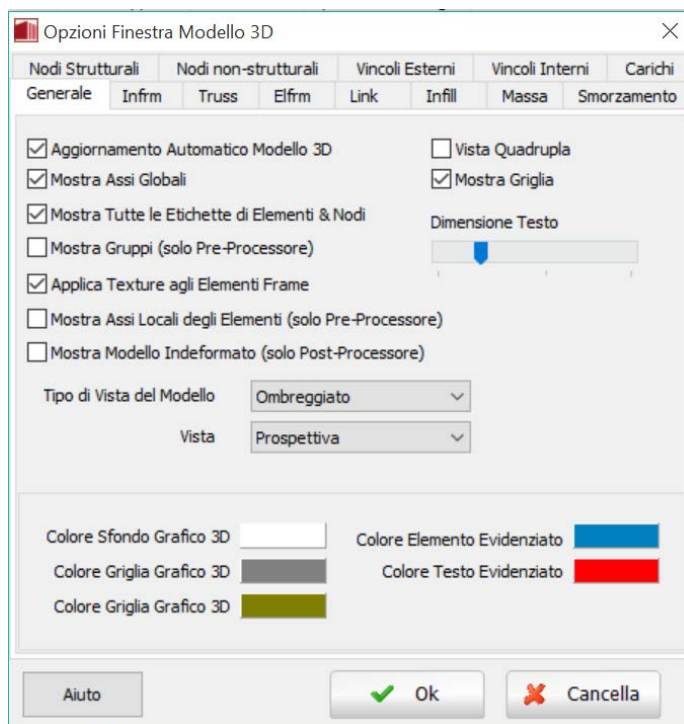 Opzioni Finestra Modello 3D
Nodi Strutturali Nodi non-strutturali Vincoli Esterni Vincoli Interni Carichi
Generale Infrm Truss Elfrm Link Infill Massa Smorzamento
Aggiornamento Automatico Modello 3D Vista Quadrupla
Mostra Assi Globali Mostra Griglia
Mostra Tutte le Etichette di Elementi & Nodi Dimensione Testo
Mostra Gruppi (solo Pre-Processore)
Applica Texture agli Elementi Frame
Mostra Assi Locali degli Elementi (solo Pre-Processore)
Mostra Modello Indeformato (solo Post-Processore)
Tipo di Vista del Modello Ombreggiato
Vista Prospettiva
Colore Sfondo Grafico 3D Colore Elemento Evidenziato
Colore Griglia Grafico 3D Colore Testo Evidenziato
Colore Griglia Grafico 3D
Aiuto Ok Cancella